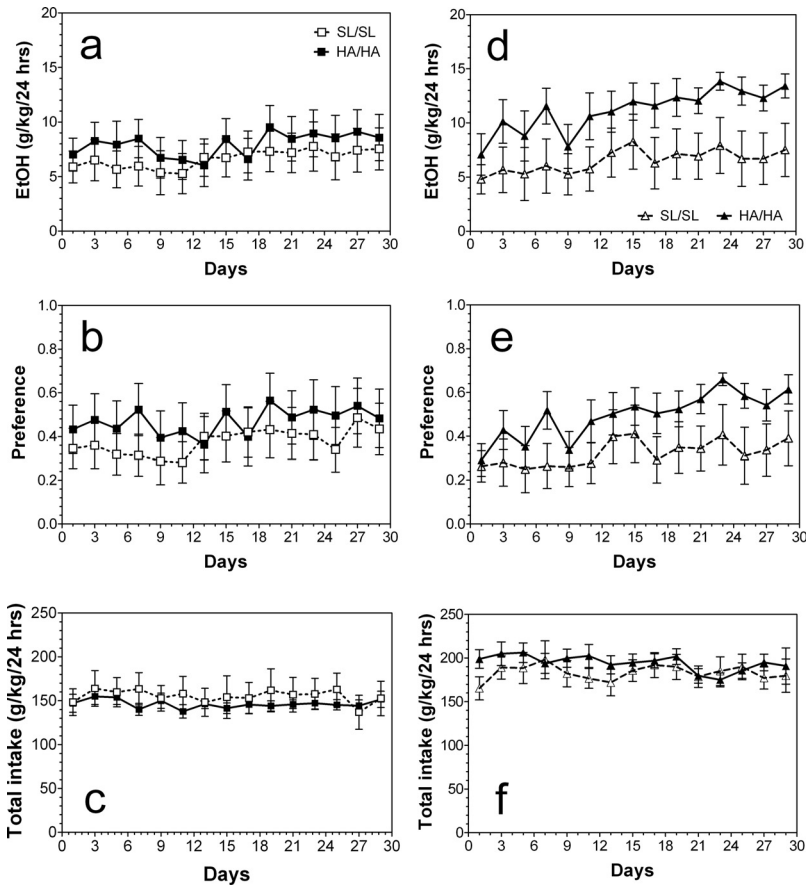 a
SL/SL
HA/HA
EtOH (g/kg/24 hrs)
20
15
10
5
0
0 3 6 9 12 15 18 21 24 27 30
Days
d
EtOH (g/kg/24 hrs)
20
15
10
5
0
SL/SL HA/HA
0 3 6 9 12 15 18 21 24 27 30
Days
b
Preference
1.0
0.8
0.6
0.4
0.2
0.0
0 3 6 9 12 15 18 21 24 27 30
Days
e
Preference
1.0
0.8
0.6
0.4
0.2
0.0
0 3 6 9 12 15 18 21 24 27 30
Days
c
Total intake (g/kg/24 hrs)
250
200
150
100
50
0
0 3 6 9 12 15 18 21 24 27 30
Days
f
Total intake (g/kg/24 hrs)
250
200
150
100
50
0
0 3 6 9 12 15 18 21 24 27 30
Days